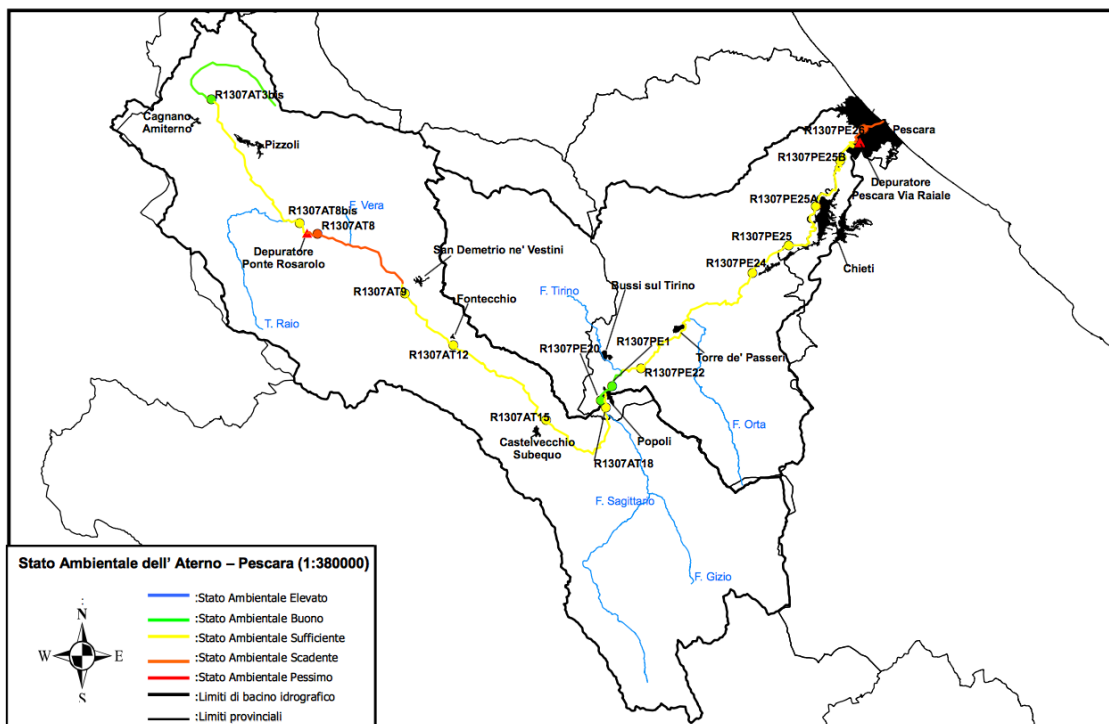 R1307AT3bis
Cagnano
Amiterno
Pizzoli
R1307AT8bis
F. Vera
R1307AT8
Depuratore
Ponte Rosarolo
San Demetrio ne' Vestini
R1307AT9
Fontecchio
T. Raio
R1307AT12
R1307AT15
Castelvecchio
Subequo
F. Tirino
Bussi sul Tirino
R1307PE20
R1307PE1
R1307PE22
Torre de' Passeri
Popoli
R1307AT18
F. Orta
F. Sagittario
F. Gizio
R1307PE26
Pescara
R1307PE25B
Depuratore
Pescara Via Raiale
R1307PE25A
R1307PE25
Chieti
R1307PE24
Stato Ambientale dell' Aterno – Pescara (1:380000)
:Stato Ambientale Elevato
:Stato Ambientale Buono
:Stato Ambientale Sufficiente
:Stato Ambientale Scadente
:Stato Ambientale Pessimo
:Limiti di bacino idrografico
:Limiti provinciali
N
W E
S